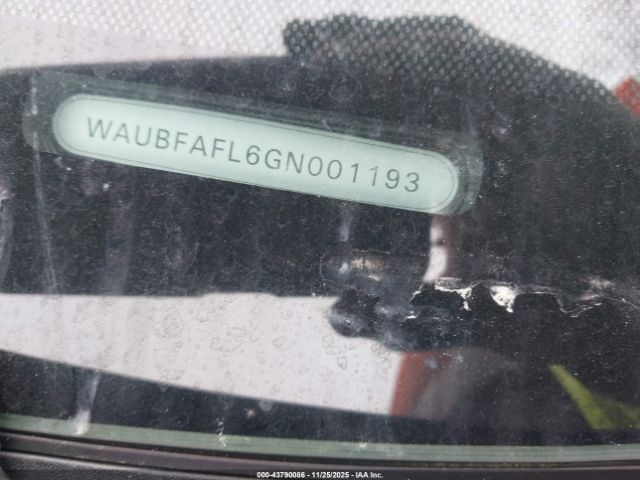 WAUBFAFL6GN001193
000-43790086 - 11/25/2025 - IAA Inc.